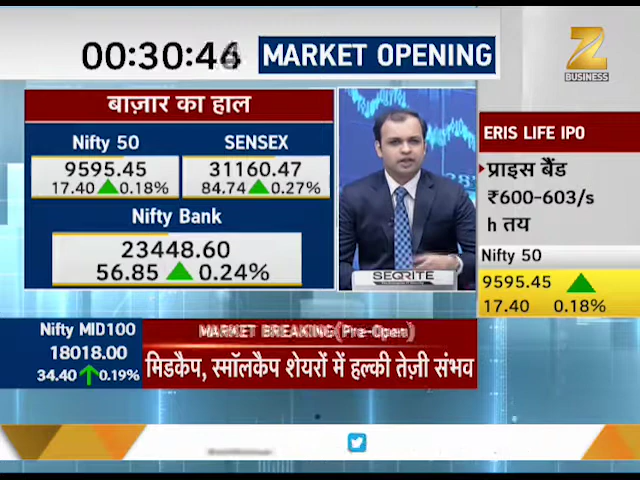 00:30:44
MARKET OPENING
Z
BUSINESS
बाज़ार का हाल
Nifty 50
9595.45
17.40 0.18%
SENSEX
31160.47
84.74 0.27%
Nifty Bank
23448.60
56.85 0.24%
SEQRITE
ERIS LIFE IPO
प्राइस बैंड
₹600-603/s
h तय
Nifty 50
9595.45
17.40 0.18%
Nifty MID100
18018.00
34.40 0.19%
MARKET BREAKING(Pre-Open)
मिडकैप, स्मॉलकैप शेयरों में हल्की तेज़ी संभव